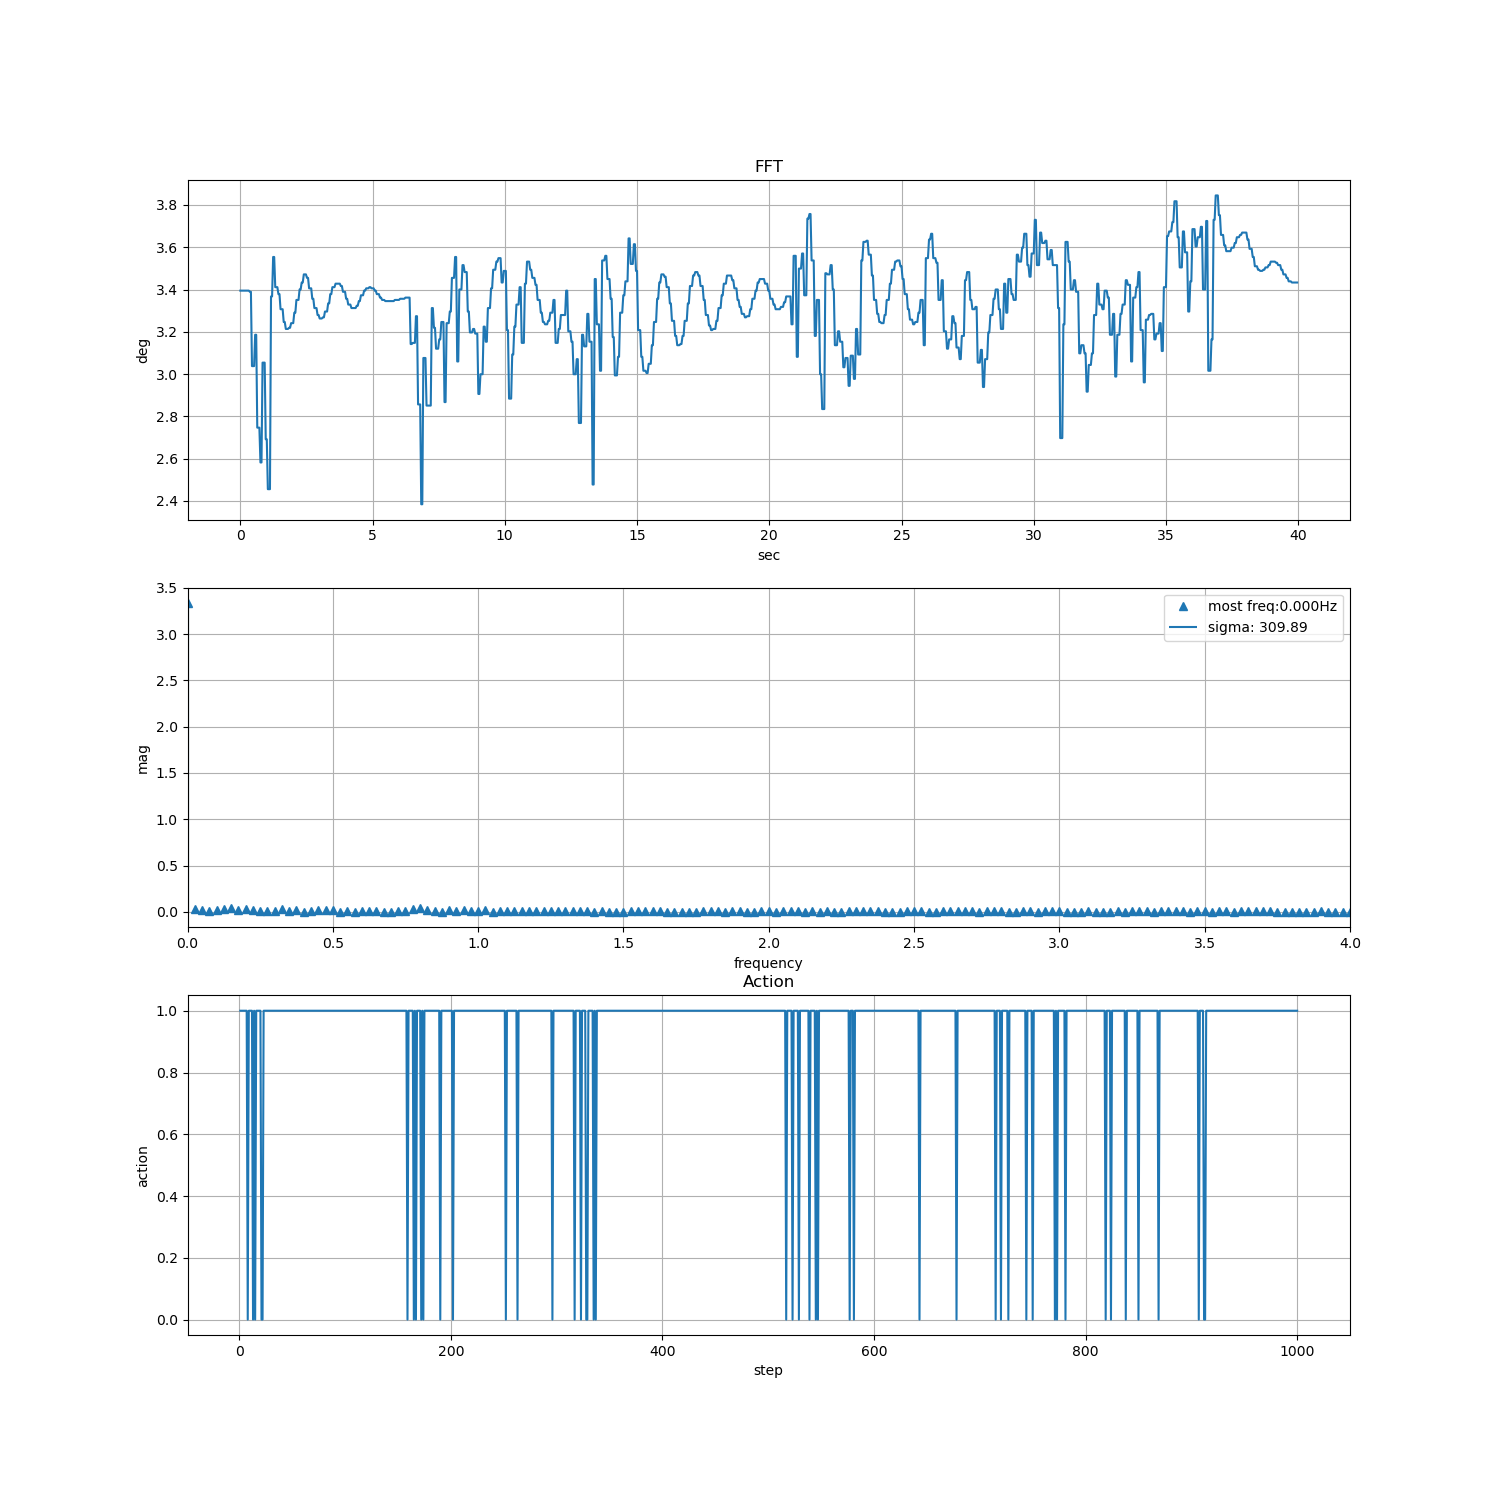 FFT
3.8
3.6
3.4
3.2
3.0
2.8
2.6
2.4
deg
0 5 10 15 20 25 30 35 40
sec
3.5
3.0
2.5
2.0
1.5
1.0
0.5
0.0
mag
most freq:0.000Hz
sigma: 309.89
0.0 0.5 1.0 1.5 2.0 2.5 3.0 3.5 4.0
frequency
Action
1.0
0.8
0.6
0.4
0.2
0.0
action
0 200 400 600 800 1000
step